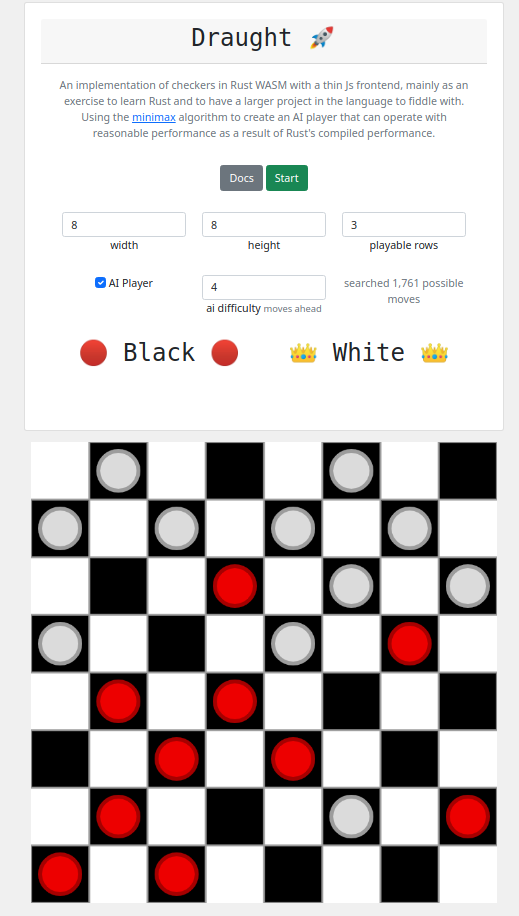 Draught 🚀
An implementation of checkers in Rust WASM with a thin Js frontend, mainly as an
exercise to learn Rust and to have a larger project in the language to fiddle with.
Using the minimax algorithm to create an AI player that can operate with
reasonable performance as a result of Rust's compiled performance.
Docs Start
8 8 3
width height playable rows
AI Player 4 searched 1,761 possible
moves
ai difficulty moves ahead
🔴 Black 🔴 👑 White 👑